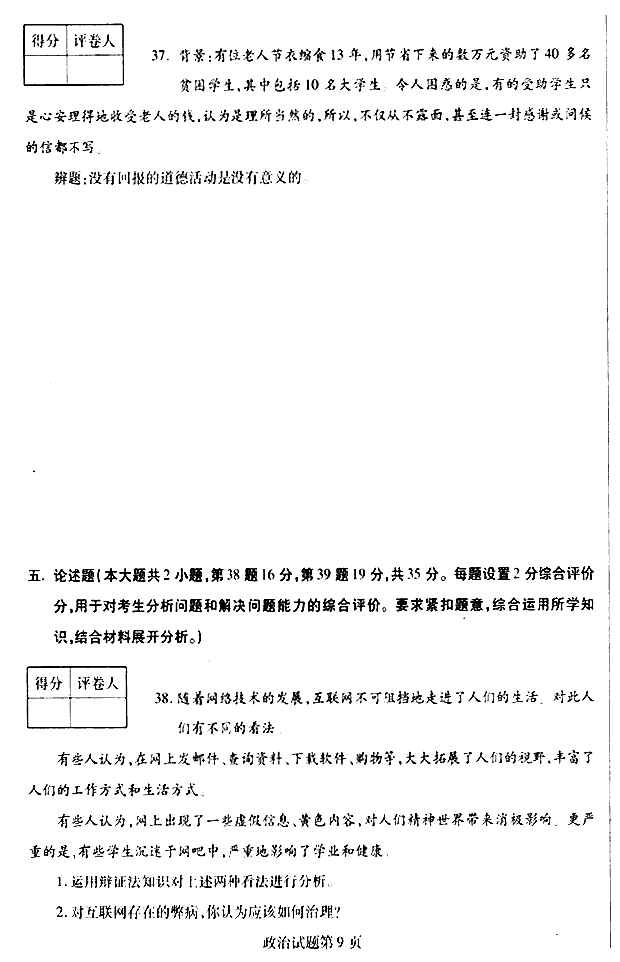 得分 评卷人
37. 背景:有位老人节衣缩食13年,用节省下来的数万元资助了40多名
贫困学生,其中包括10名大学生。令人困惑的是,有的受助学生只
是心安理得地收受老人的钱,认为是理所当然的,所以,不仅从不露面,甚至连一封感谢或问候
的信都不写。
辨题:没有回报的道德活动是没有意义的。
五. 论述题(本大题共2小题,第38题16分,第39题19分,共35分。每题设置2分综合评价
分,用于对考生分析问题和解决问题能力的综合评价。要求紧扣题意,综合运用所学知
识,结合材料展开分析。)
得分 评卷人
38. 随着网络技术的发展,互联网不可阻挡地走进了人们的生活。对此人
们有不同的看法。
有些人认为,在网上发邮件、查询资料、下载软件、购物等,大大拓展了人们的视野,丰富了
人们的工作方式和生活方式。
有些人认为,网上出现了一些虚假信息、黄色内容,对人们精神世界带来消极影响。更严
重的是,有些学生沉迷于网吧中,严重地影响了学业和健康。
1.运用辩证法知识对上述两种看法进行分析。
2.对互联网存在的弊病,你认为应该如何治理?
政治试题第9页